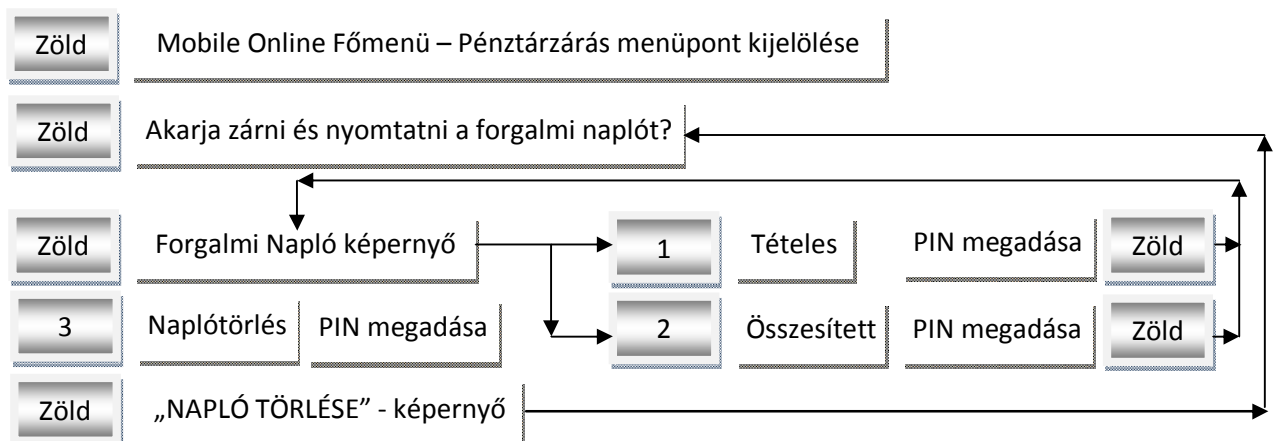 Zöld Mobile Online Főmenü – Pénztárzárás menüpont kijelölése
Zöld Akarja zárni és nyomtatni a forgalmi naplót?
Zöld Forgalmi Napló képernyő 1 Tételes PIN megadása Zöld
3 Naplótörlés PIN megadása 2 Összesített PIN megadása Zöld
Zöld „NAPLÓ TÖRLÉSE” - képernyő